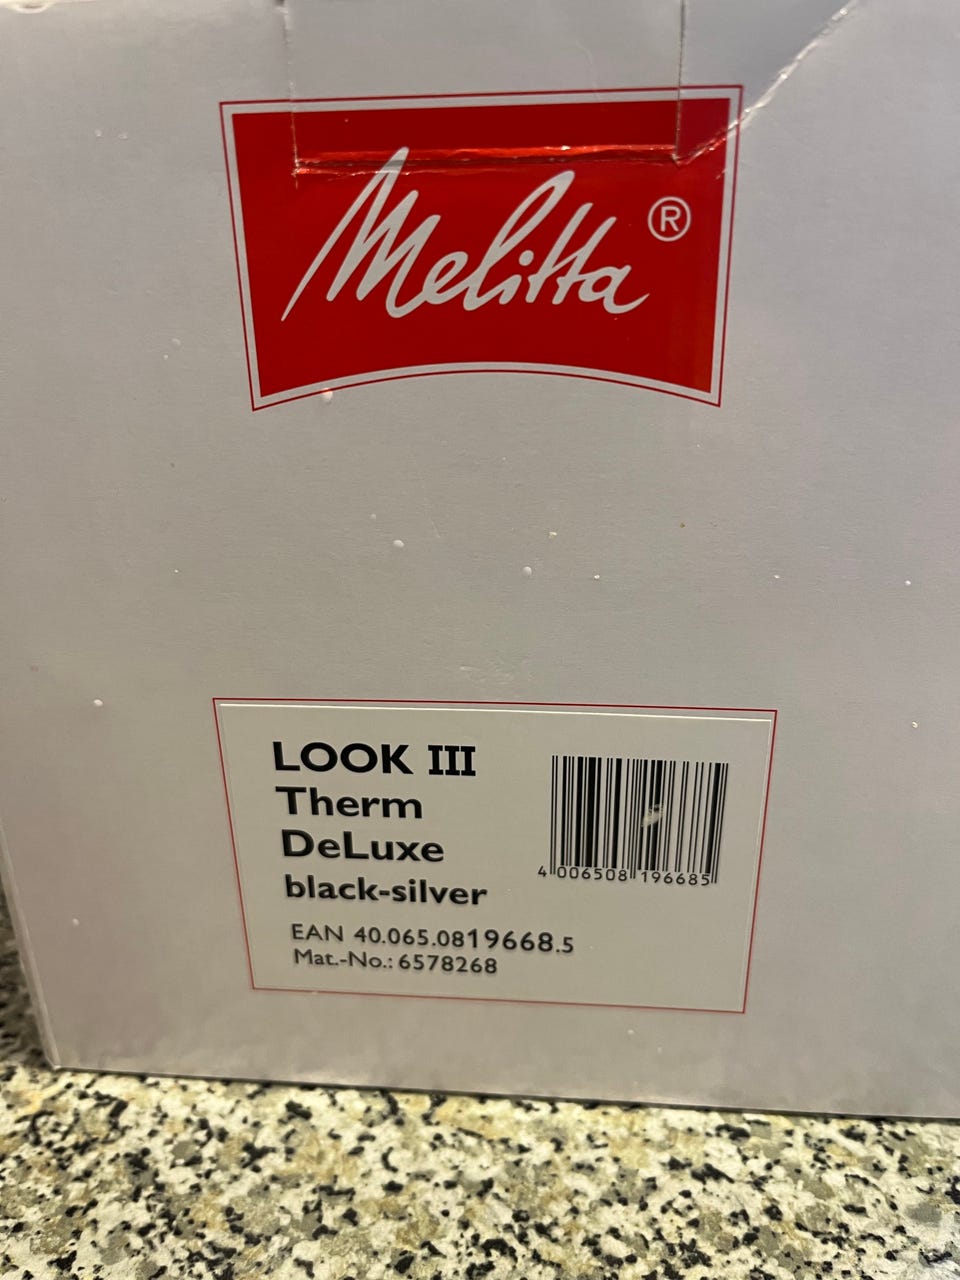 Melitta®
LOOK III
Therm
DeLuxe
black-silver
4 006508 196685
EAN 40.065.0819668.5
Mat.-No.: 6578268